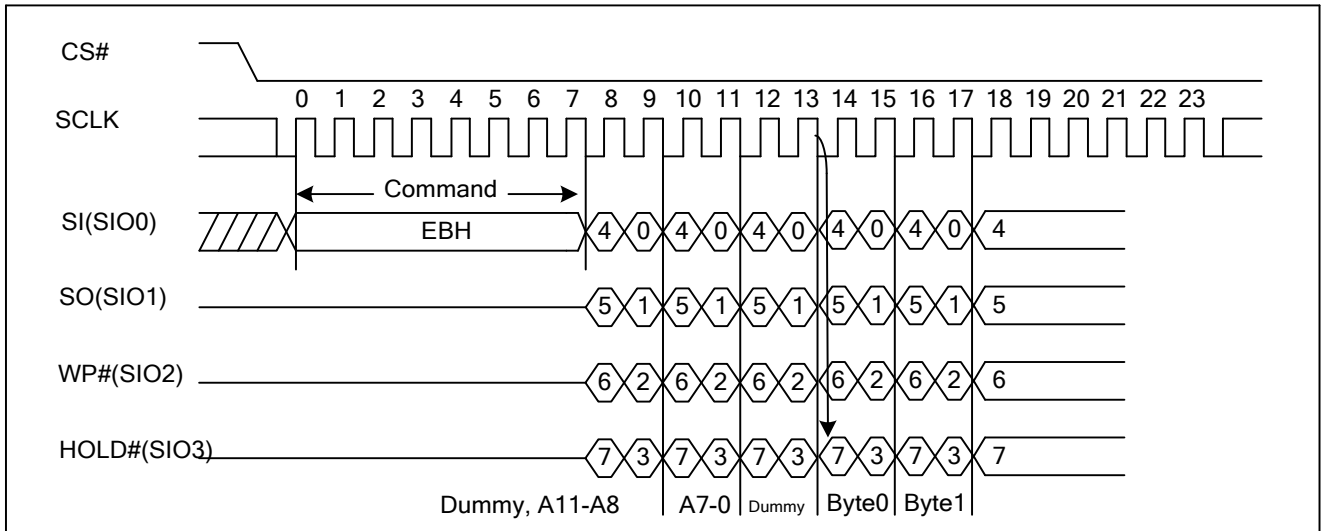 CS#
0 1 2 3 4 5 6 7 8 9 10 11 12 13 14 15 16 17 18 19 20 21 22 23
SCLK
Command
SI(SIO0) EBH 4 0 4 0 4 0 4 0 4 0 4
SO(SIO1) 5 1 5 1 5 1 5 1 5 1 5
WP#(SIO2) 6 2 6 2 6 2 6 2 6 2 6
HOLD#(SIO3) 7 3 7 3 7 3 7 3 7 3 7
Dummy, A11-A8 A7-0 Dummy Byte0 Byte1